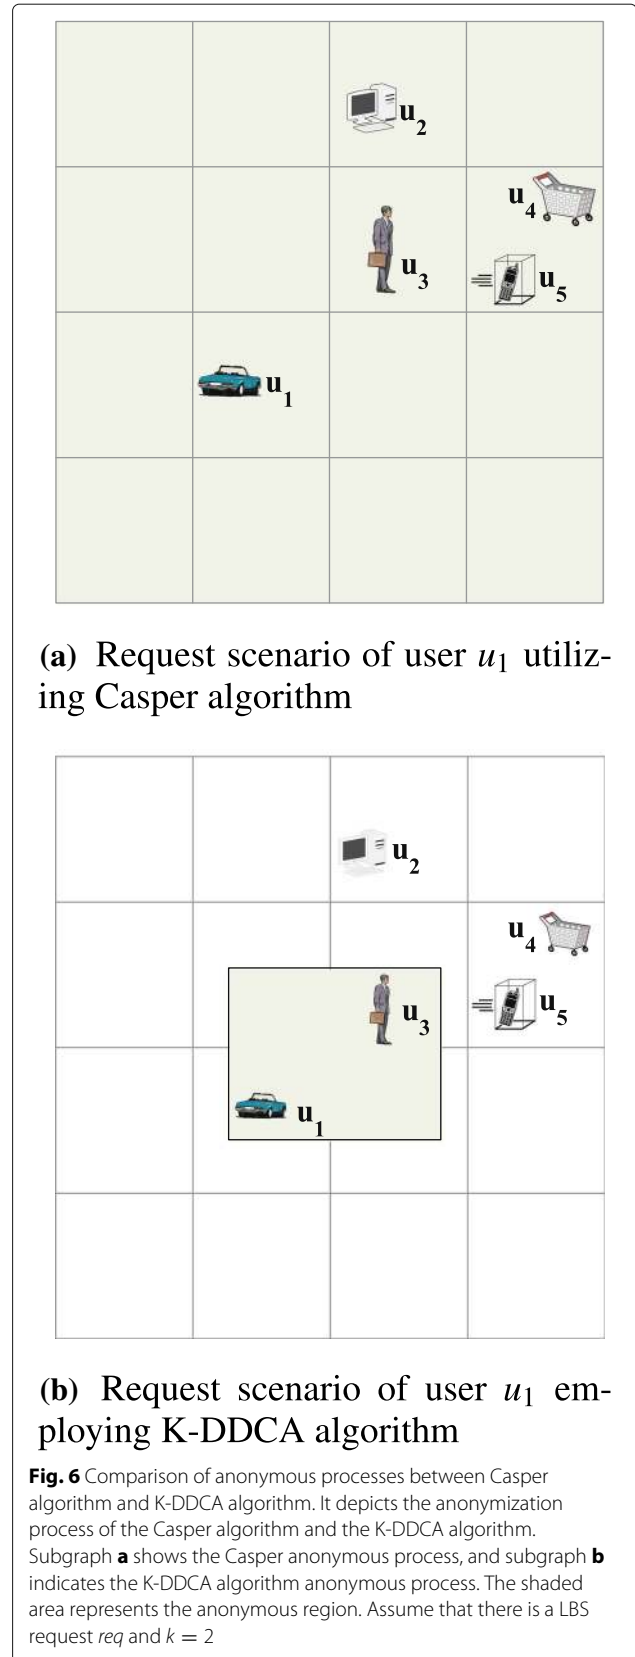 u2
u4
u3
u5
u1
(a) Request scenario of user u1 utiliz-
ing Casper algorithm
u2
u4
u3
u5
u1
(b) Request scenario of user u1 em-
ploying K-DDCA algorithm
Fig. 6 Comparison of anonymous processes between Casper
algorithm and K-DDCA algorithm. It depicts the anonymization
process of the Casper algorithm and the K-DDCA algorithm.
Subgraph a shows the Casper anonymous process, and subgraph b
indicates the K-DDCA algorithm anonymous process. The shaded
area represents the anonymous region. Assume that there is a LBS
request req and k = 2